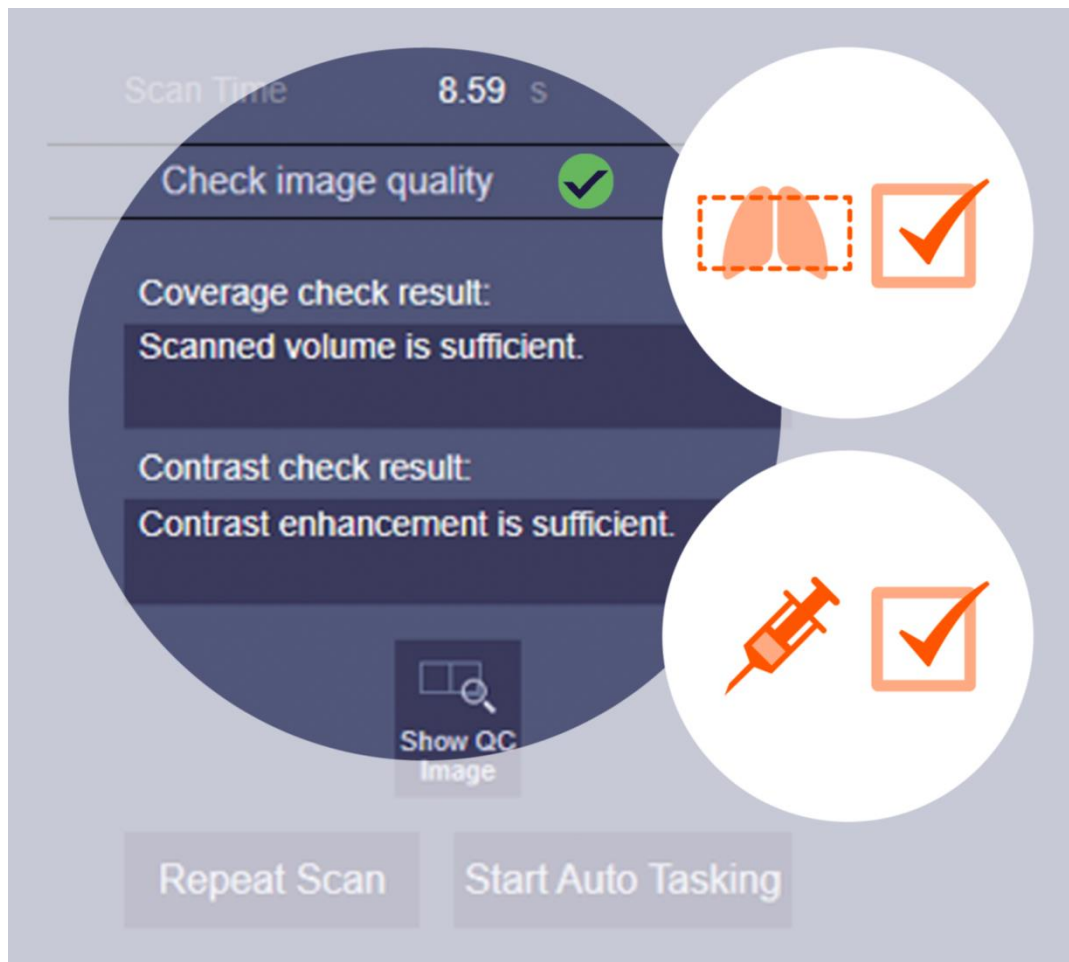 Scan Time 8.59 s
Check image quality
Coverage check result:
Scanned volume is sufficient.
Contrast check result:
Contrast enhancement is sufficient.
Show QC
Image
Repeat Scan Start Auto Tasking